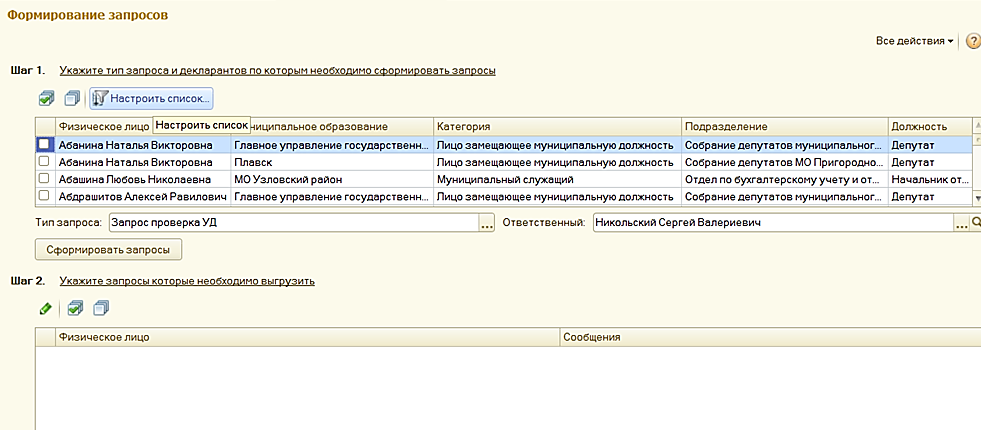 Формирование запросов
Все действия
?
Шаг 1. Укажите тип запроса и декларантов по которым необходимо сформировать запросы
Настроить список...
Физическое лицо Настроить список ниципальное образование Категория Подразделение Должность
Абанина Наталья Викторовна Главное управление государственн... Лицо замещающее муниципальную должность Собрание депутатов муниципальног... Депутат
Абанина Наталья Викторовна Плавск Лицо замещающее муниципальную должность Собрание депутатов МО Пригородно... Депутат
Абашина Любовь Николаевна МО Узловский район Муниципальный служащий Отдел по бухгалтерскому учету и от... Начальник от...
Абдрашитов Алексей Равилович Главное управление государственн... Лицо замещающее муниципальную должность Собрание депутатов муниципальног... Депутат
Тип запроса: Запрос проверка УД ... Ответственный: Никольский Сергей Валериевич ...
Сформировать запросы
Шаг 2. Укажите запросы которые необходимо выгрузить
Физическое лицо Сообщения